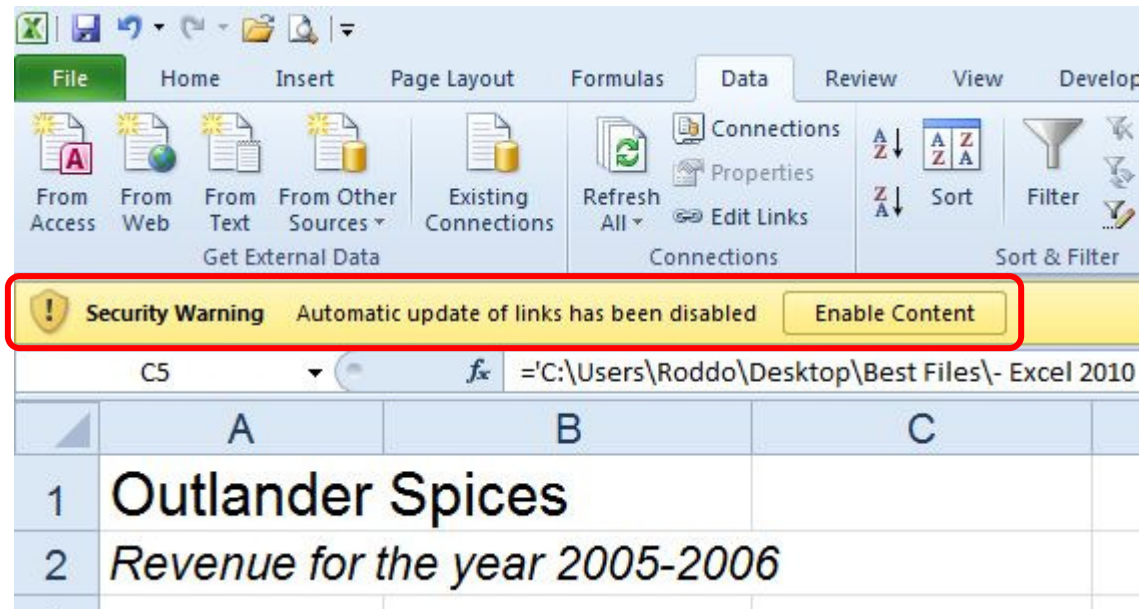 File Home Insert Page Layout Formulas Data Review View Develop
Connections
Properties
Edit Links
From Access
From Web
From Text
From Other Sources
Existing Connections
Refresh All
Sort
Filter
Get External Data Connections Sort & Filter
Security Warning Automatic update of links has been disabled Enable Content
C5 fx ='C:\Users\Roddo\Desktop\Best Files\- Excel 2010
A B C
1 Outlander Spices
2 Revenue for the year 2005-2006